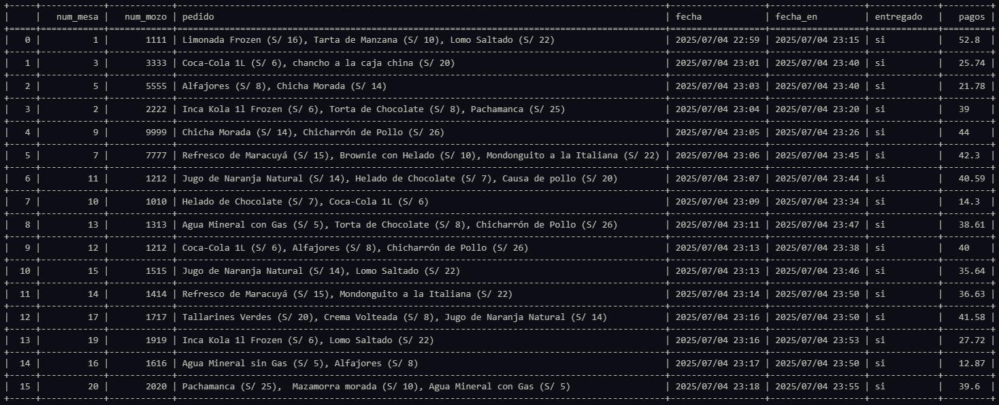 num_mesa | num_mozo | pedido | fecha | fecha_en | entregado | pagos
0 | 1 | 1111 | Limonada Frozen (S/ 16), Tarta de Manzana (S/ 10), Lomo Saltado (S/ 22) | 2025/07/04 22:59 | 2025/07/04 23:15 | si | 52.8
1 | 3 | 3333 | Coca-Cola 1L (S/ 6), chancho a la caja china (S/ 20) | 2025/07/04 23:01 | 2025/07/04 23:40 | si | 25.74
2 | 5 | 5555 | Alfajores (S/ 8), Chicha Morada (S/ 14) | 2025/07/04 23:03 | 2025/07/04 23:40 | si | 21.78
3 | 2 | 2222 | Inca Kola 1l Frozen (S/ 6), Torta de Chocolate (S/ 8), Pachamanca (S/ 25) | 2025/07/04 23:04 | 2025/07/04 23:20 | si | 39
4 | 9 | 9999 | Chicha Morada (S/ 14), Chicharrón de Pollo (S/ 26) | 2025/07/04 23:05 | 2025/07/04 23:26 | si | 44
5 | 7 | 7777 | Refresco de Maracuyá (S/ 15), Brownie con Helado (S/ 10), Mondonguito a la Italiana (S/ 22) | 2025/07/04 23:06 | 2025/07/04 23:45 | si | 42.3
6 | 11 | 1212 | Jugo de Naranja Natural (S/ 14), Helado de Chocolate (S/ 7), Causa de pollo (S/ 20) | 2025/07/04 23:07 | 2025/07/04 23:44 | si | 40.59
7 | 10 | 1010 | Helado de Chocolate (S/ 7), Coca-Cola 1L (S/ 6) | 2025/07/04 23:09 | 2025/07/04 23:34 | si | 14.3
8 | 13 | 1313 | Agua Mineral con Gas (S/ 5), Torta de Chocolate (S/ 8), Chicharrón de Pollo (S/ 26) | 2025/07/04 23:11 | 2025/07/04 23:47 | si | 38.61
9 | 12 | 1212 | Coca-Cola 1L (S/ 6), Alfajores (S/ 8), Chicharrón de Pollo (S/ 26) | 2025/07/04 23:13 | 2025/07/04 23:38 | si | 40
10 | 15 | 1515 | Jugo de Naranja Natural (S/ 14), Lomo Saltado (S/ 22) | 2025/07/04 23:13 | 2025/07/04 23:46 | si | 35.64
11 | 14 | 1414 | Refresco de Maracuyá (S/ 15), Mondonguito a la Italiana (S/ 22) | 2025/07/04 23:14 | 2025/07/04 23:50 | si | 36.63
12 | 17 | 1717 | Tallarines Verdes (S/ 20), Crema Volteada (S/ 8), Jugo de Naranja Natural (S/ 14) | 2025/07/04 23:16 | 2025/07/04 23:50 | si | 41.58
13 | 19 | 1919 | Inca Kola 1l Frozen (S/ 6), Lomo Saltado (S/ 22) | 2025/07/04 23:16 | 2025/07/04 23:53 | si | 27.72
14 | 16 | 1616 | Agua Mineral sin Gas (S/ 5), Alfajores (S/ 8) | 2025/07/04 23:17 | 2025/07/04 23:50 | si | 12.87
15 | 20 | 2020 | Pachamanca (S/ 25),  Mazamorra morada (S/ 10), Agua Mineral con Gas (S/ 5) | 2025/07/04 23:18 | 2025/07/04 23:55 | si | 39.6